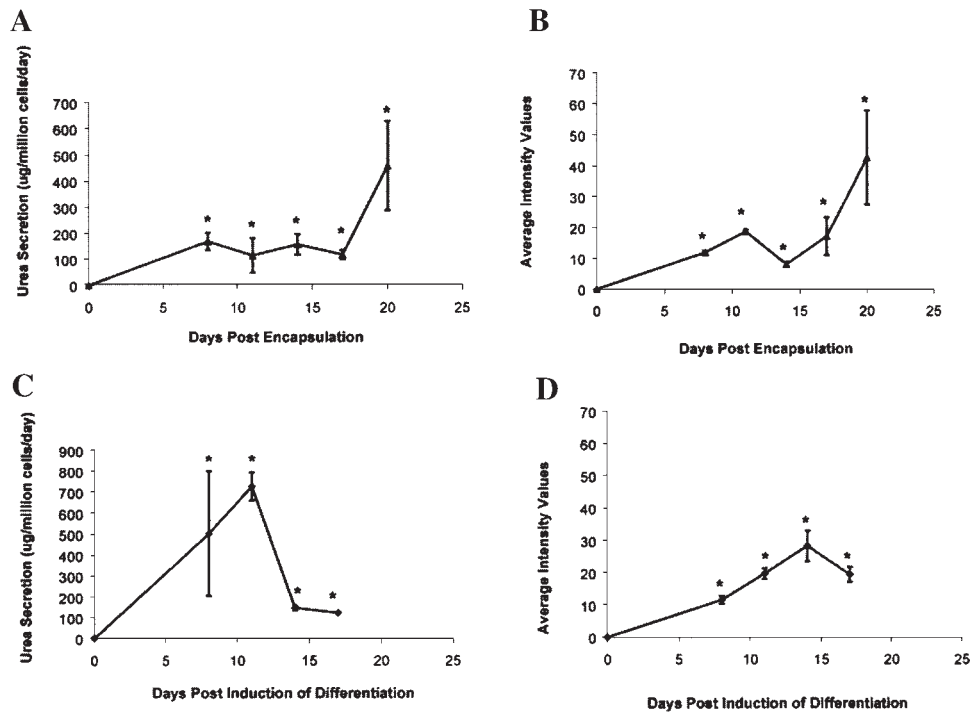 A
Urea Secretion (ug/million cells/day)
700
600
500
400
300
200
100
0
* * * * *
0 5 10 15 20 25
Days Post Encapsulation
B
Average Intensity Values
70
60
50
40
30
20
10
0
* * * * *
0 5 10 15 20 25
Days Post Encapsulation
C
Urea Secretion (ug/million cells/day)
900
800
700
600
500
400
300
200
100
0
* * * *
0 5 10 15 20 25
Days Post Induction of Differentiation
D
Average Intensity Values
70
60
50
40
30
20
10
0
* * * *
0 5 10 15 20 25
Days Post Induction of Differentiation